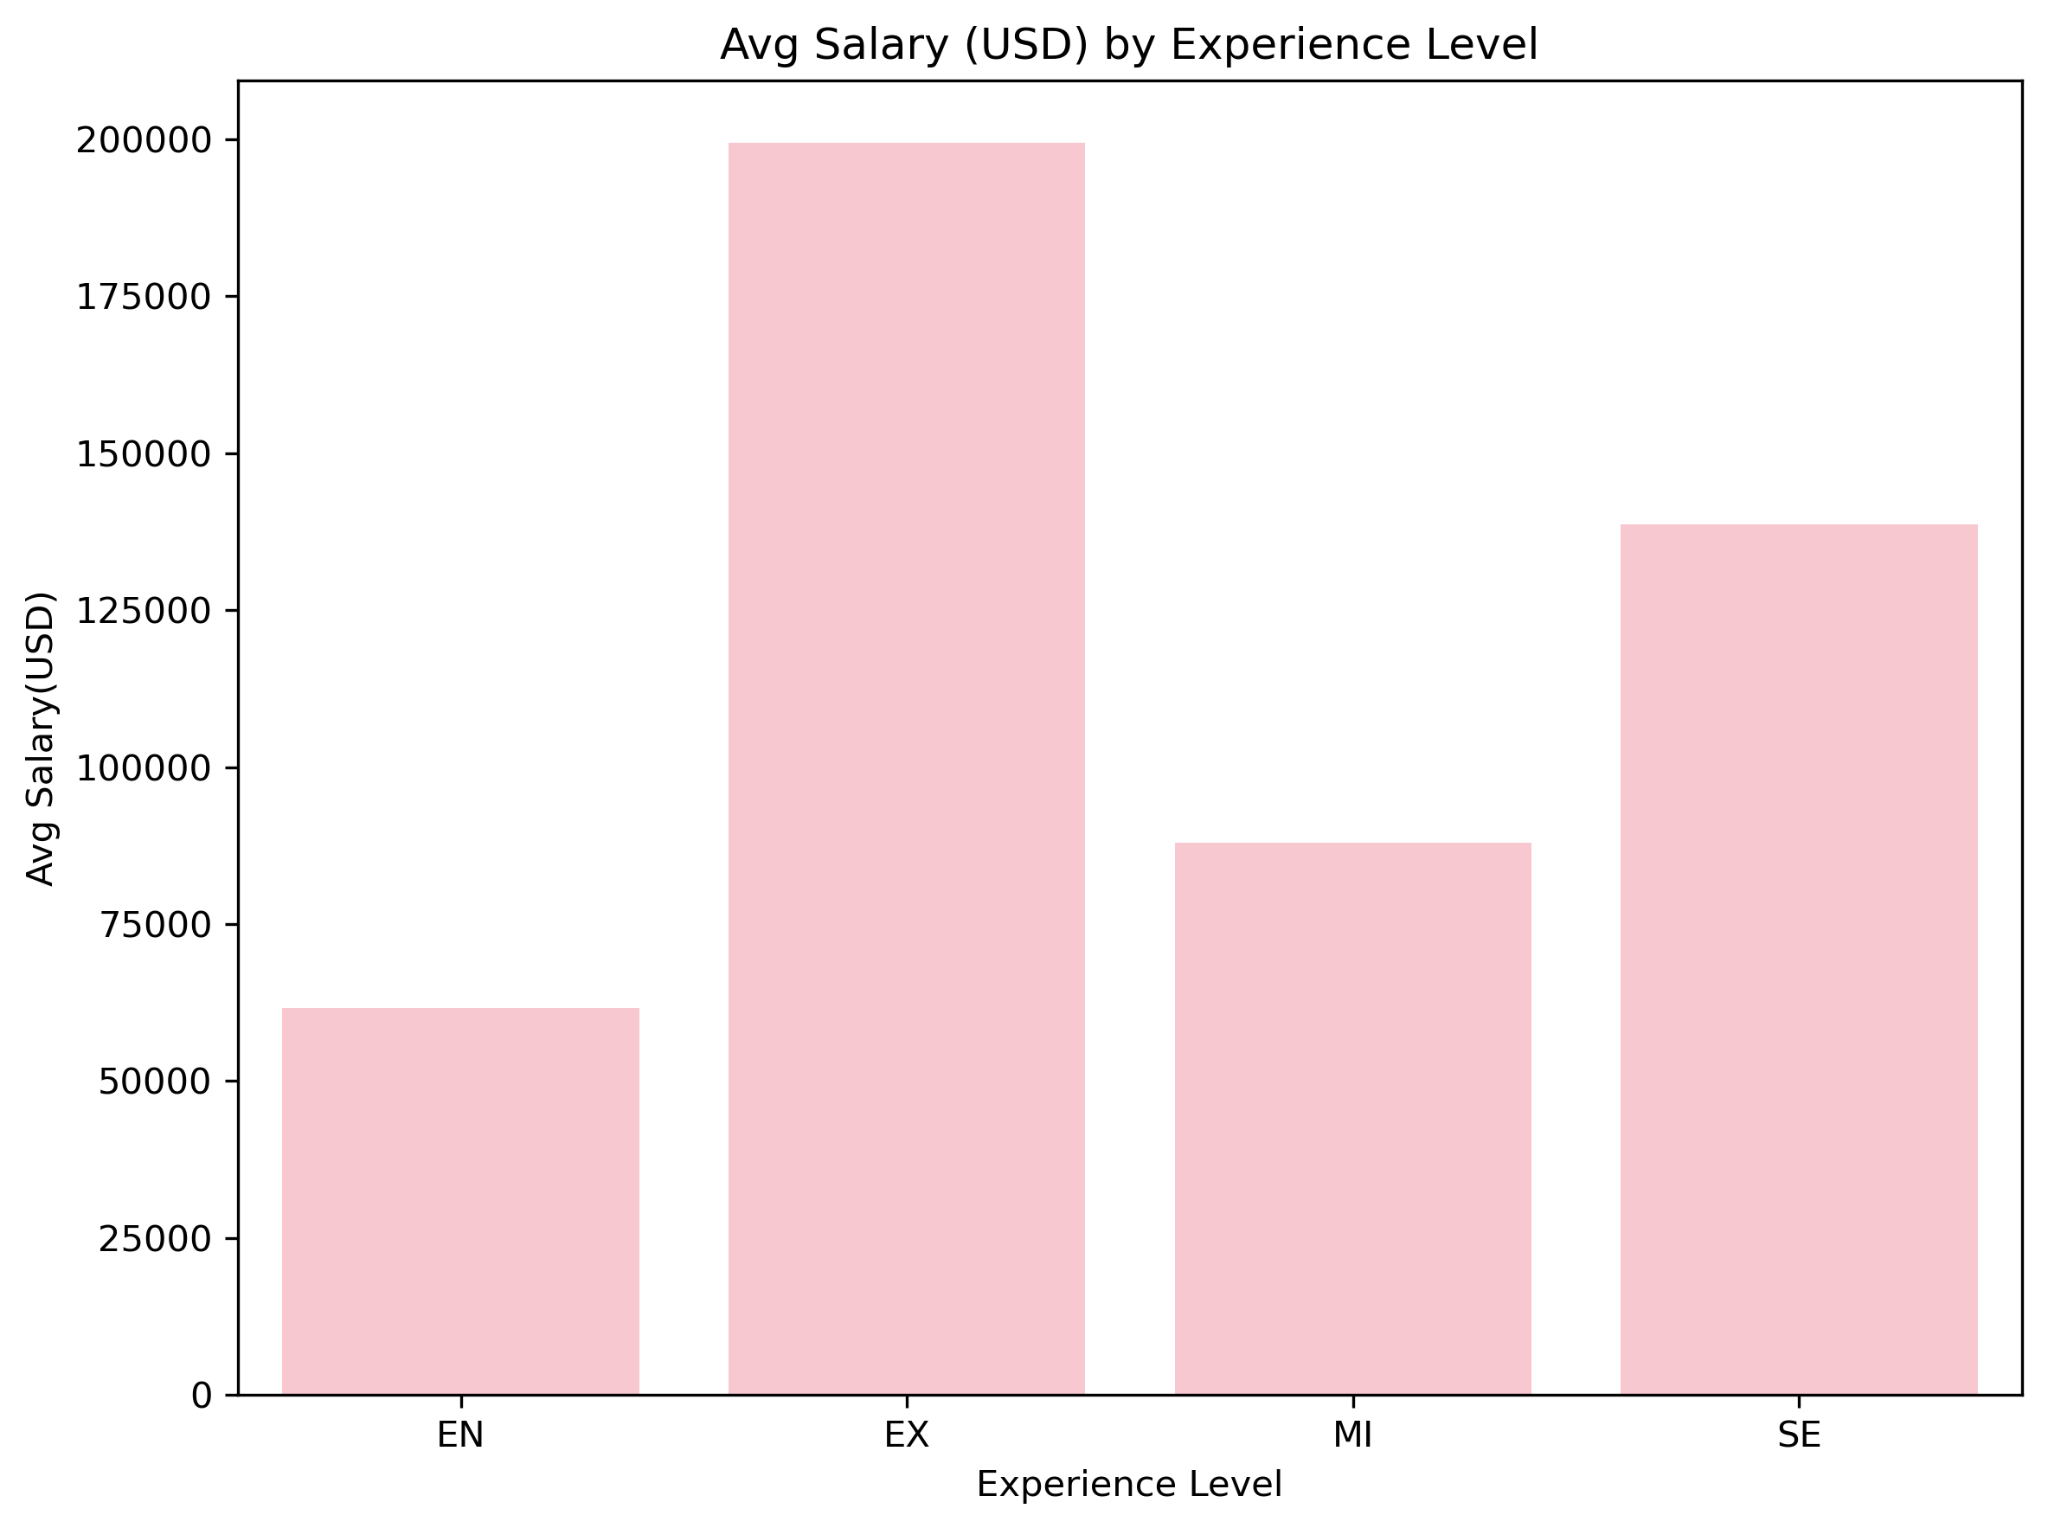 Avg Salary (USD) by Experience Level
Avg Salary(USD)
200000
175000
150000
125000
100000
75000
50000
25000
0
EN EX MI SE
Experience Level